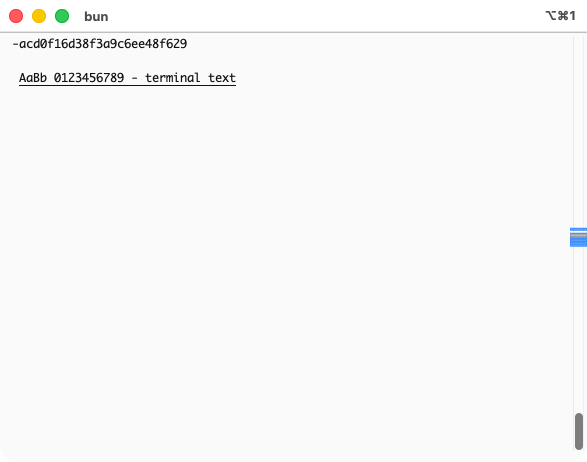 bun
⌥⌘1
-acd0f16d38f3a9c6ee48f629
AaBb 0123456789 - terminal text